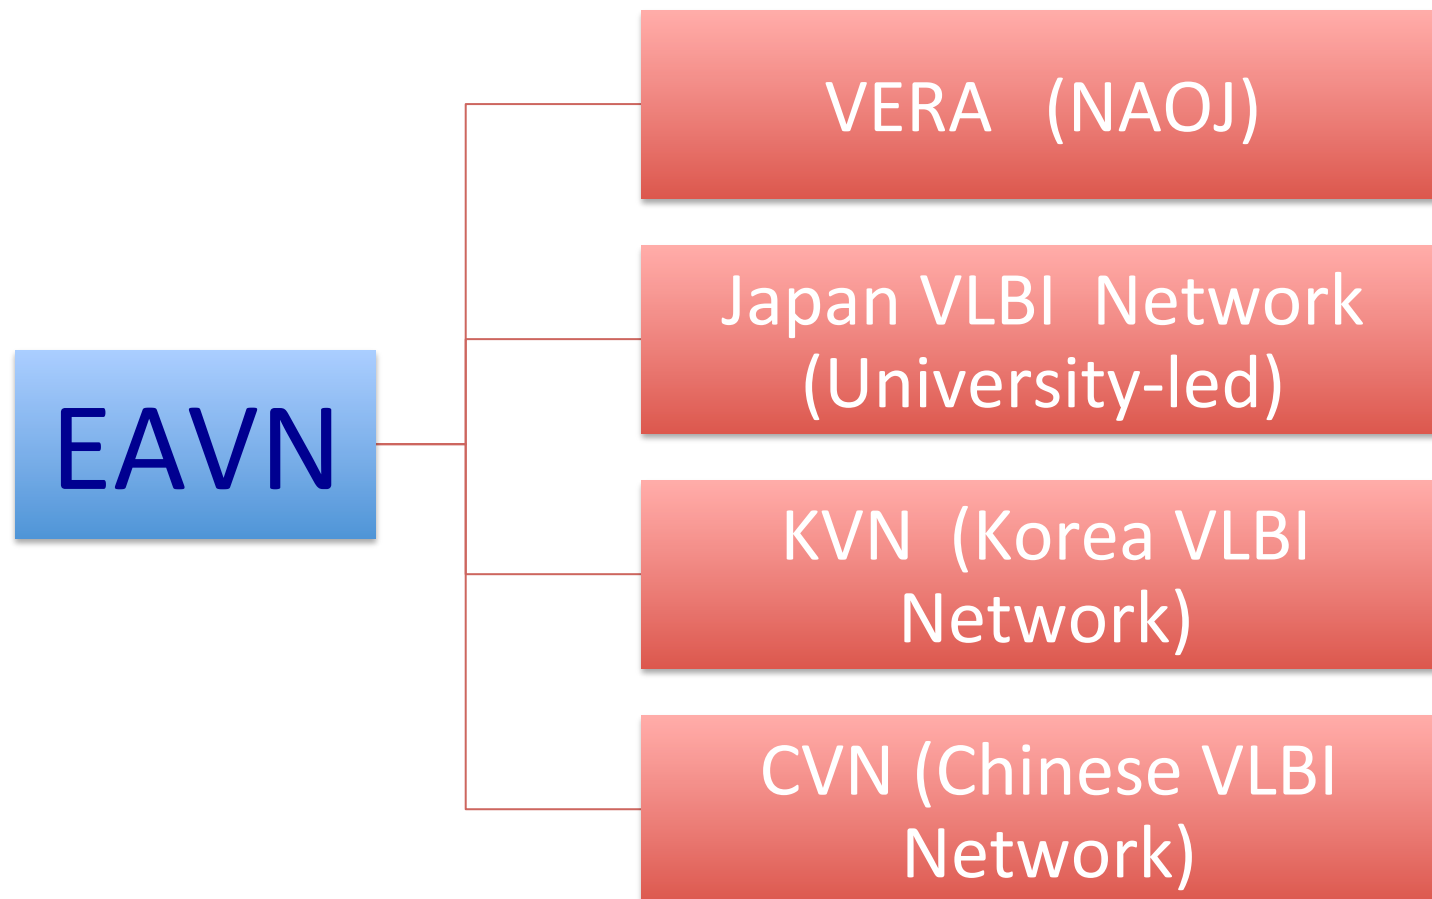 VERA (NAOJ)
Japan VLBI Network
(University-led)
EAVN
KVN (Korea VLBI
Network)
CVN (Chinese VLBI
Network)